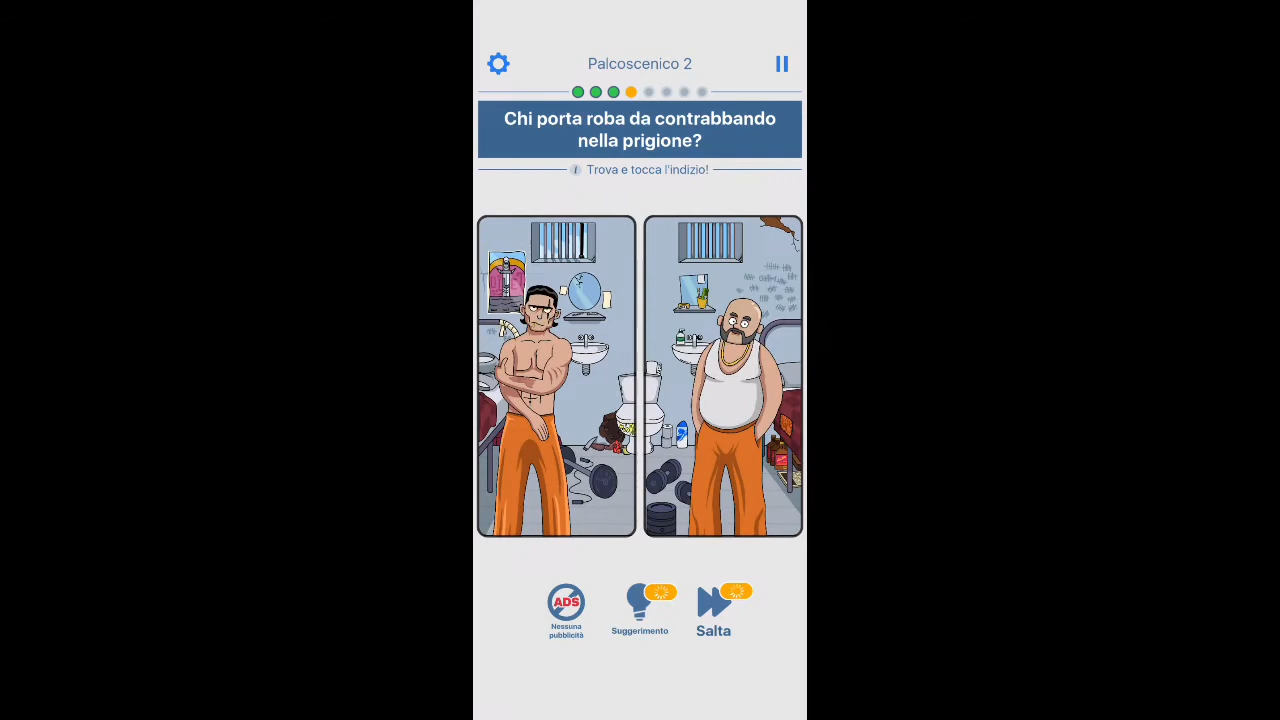 Palcoscenico 2
Chi porta roba da contrabbando
nella prigione?
i Trova e tocca l'indizio!
ADS
Nessuna
pubblicità
Suggerimento
Salta